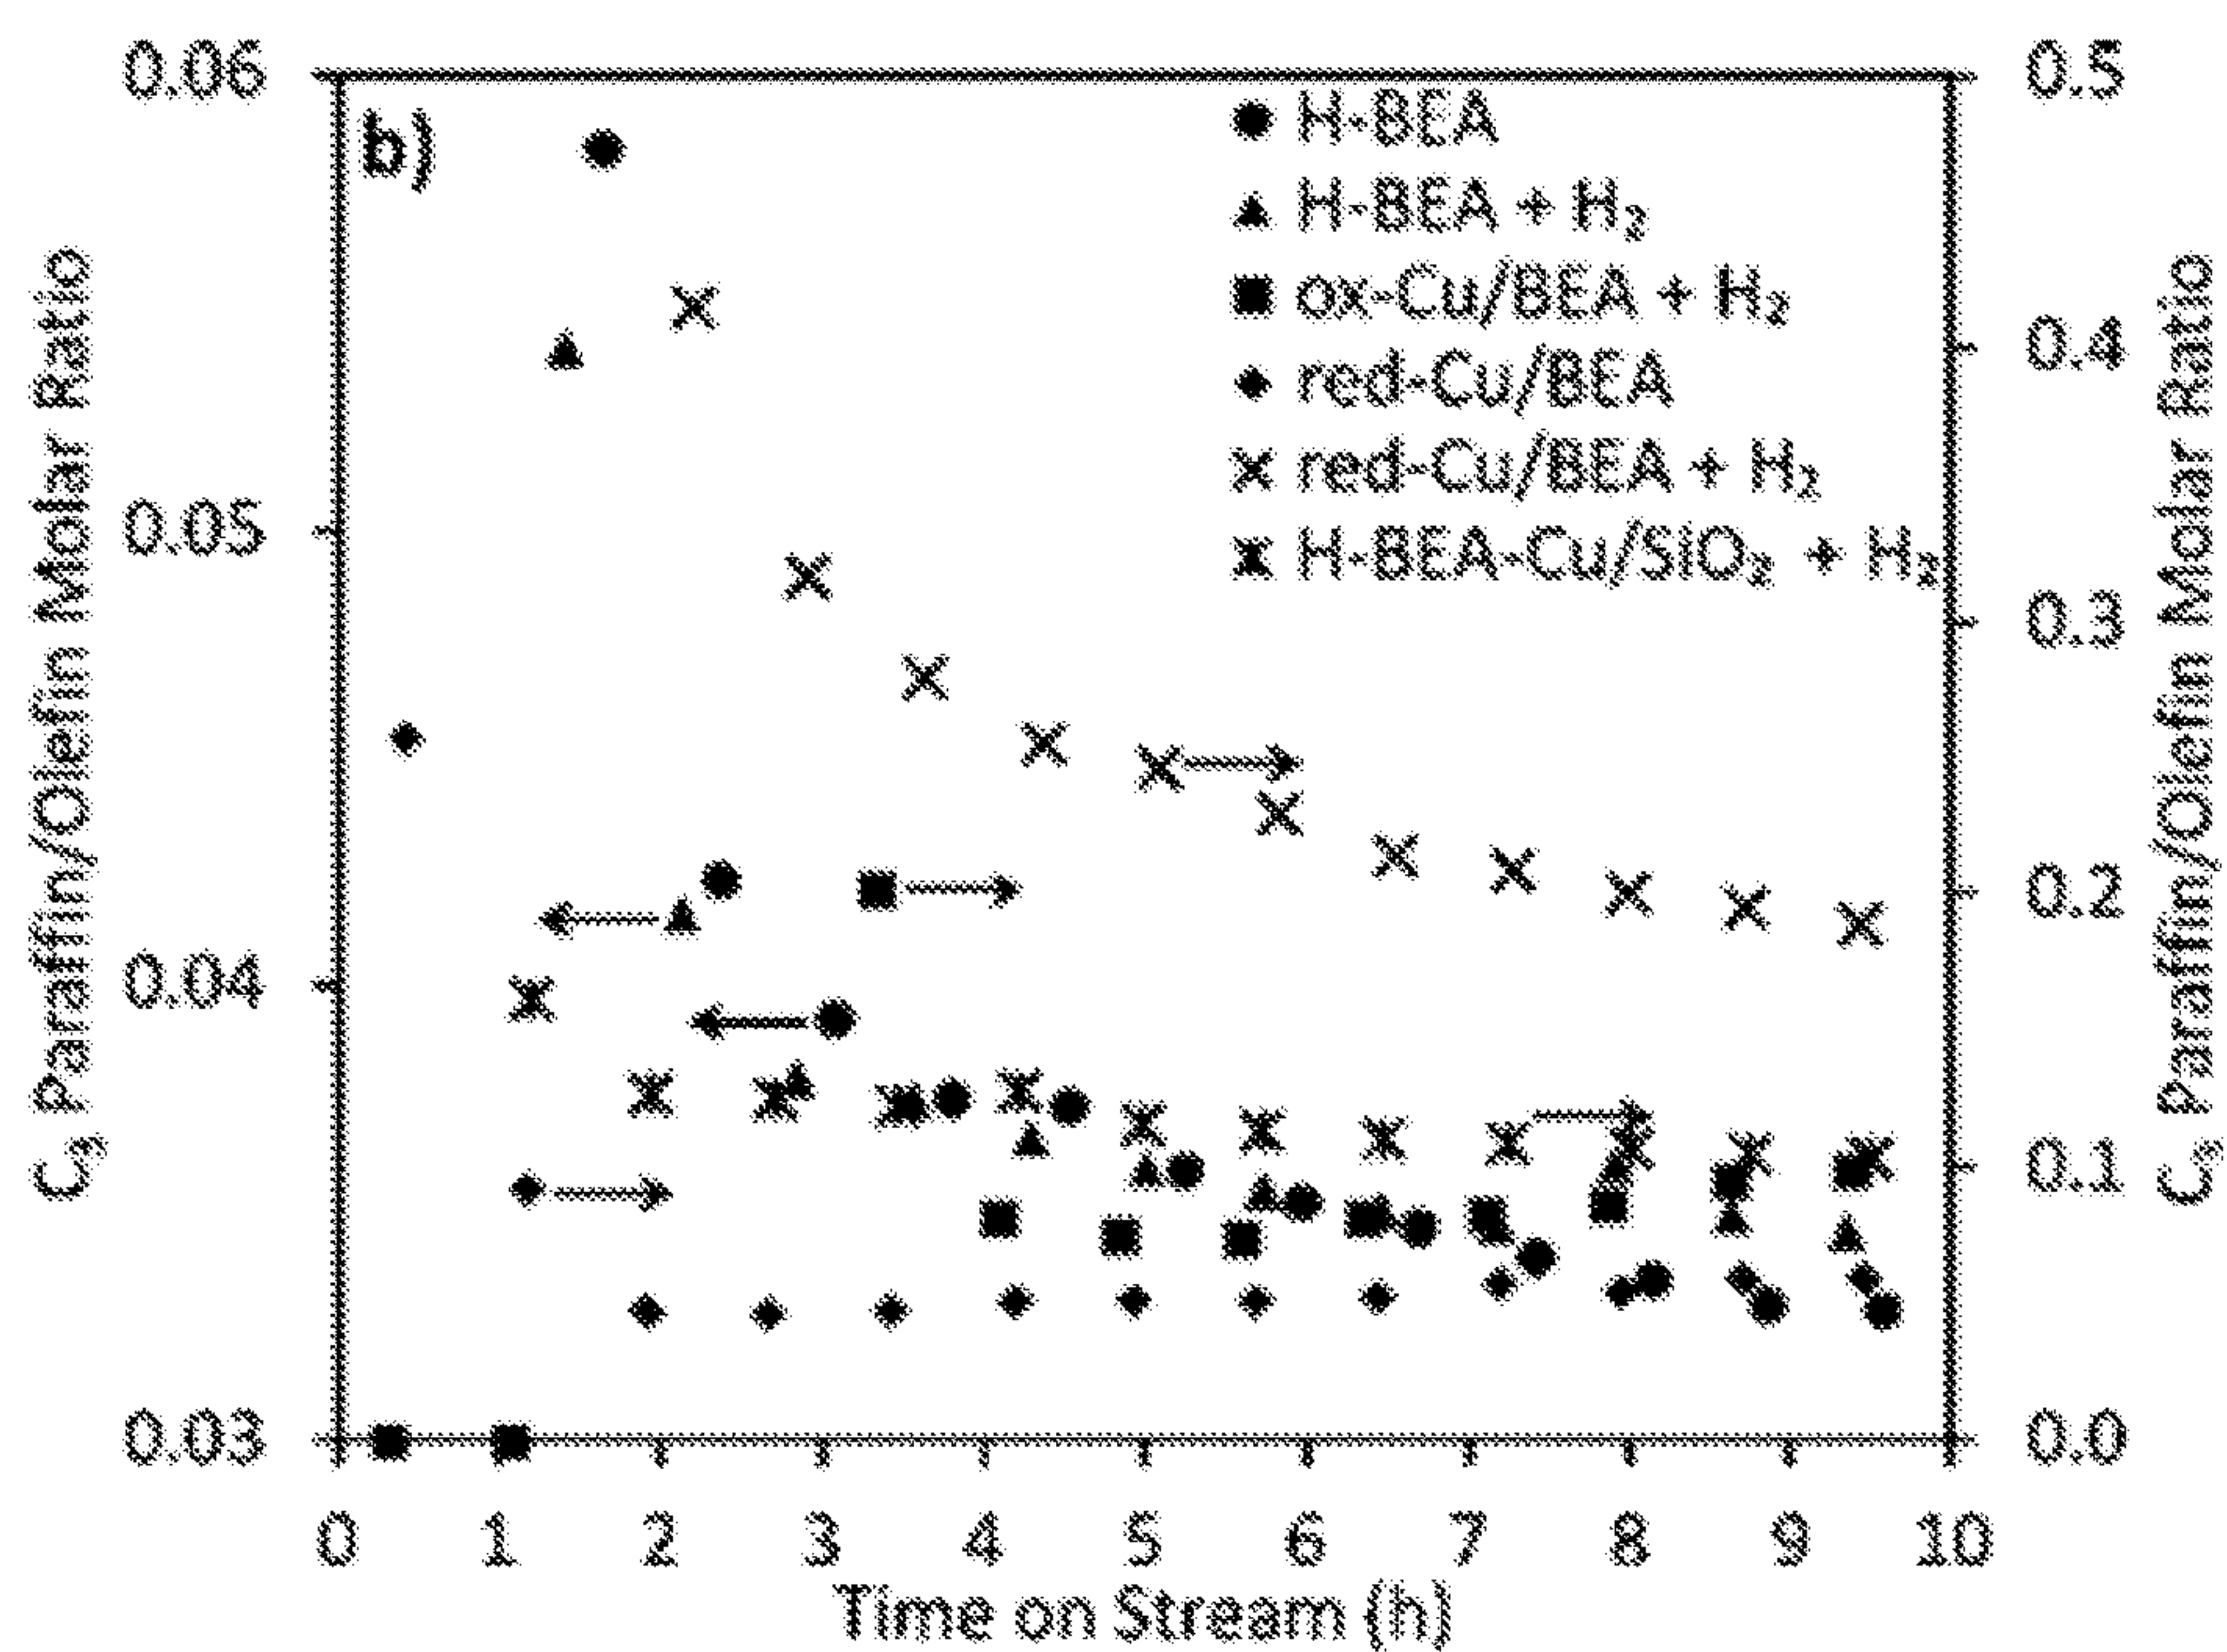 b)
H-BEA
H-BEA + H₂
ox-Cu/BEA + H₂
red-Cu/BEA
red-Cu/BEA + H₂
H-BEA-Cu/SiO₂ + H₂
C₃ Paraffin/Olefin Molar Ratio
0.06
0.05
0.04
0.03
0.5
0.4
0.3
0.2
0.1
0.0
C₃ Paraffin/Olefin Molar Ratio
0 1 2 3 4 5 6 7 8 9 10
Time on Stream (h)